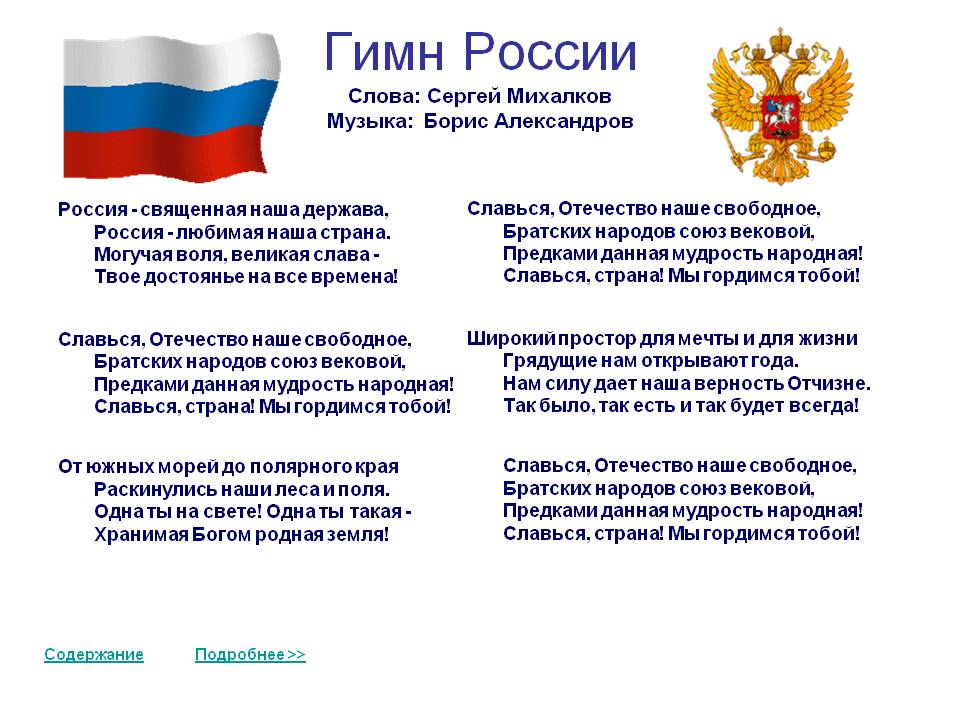 Гимн России
Слова: Сергей Михалков
Музыка: Борис Александров
Россия - священная наша держава,
Россия - любимая наша страна.
Могучая воля, великая слава -
Твое достоянье на все времена!
Славься, Отечество наше свободное,
Братских народов союз вековой,
Предками данная мудрость народная!
Славься, страна! Мы гордимся тобой!
От южных морей до полярного края
Раскинулись наши леса и поля.
Одна ты на свете! Одна ты такая -
Хранимая Богом родная земля!
Славься, Отечество наше свободное,
Братских народов союз вековой,
Предками данная мудрость народная!
Славься, страна! Мы гордимся тобой!
Широкий простор для мечты и для жизни
Грядущие нам открывают года.
Нам силу дает наша верность Отчизне.
Так было, так есть и так будет всегда!
Славься, Отечество наше свободное,
Братских народов союз вековой,
Предками данная мудрость народная!
Славься, страна! Мы гордимся тобой!
Содержание
Подробнее >>